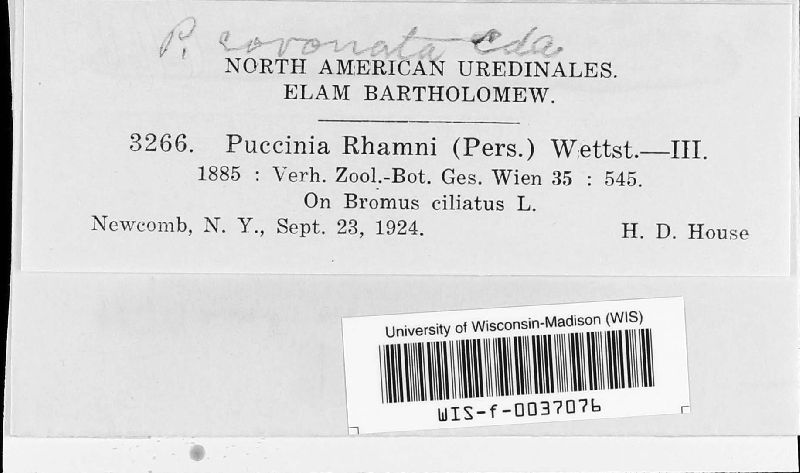 P. coronata Cda
NORTH AMERICAN UREDINALES.
ELAM BARTHOLOMEW.
3266. Puccinia Rhamni (Pers.) Wettst.—III.
1885 : Verh. Zool.-Bot. Ges. Wien 35 : 545.
On Bromus ciliatus L.
Newcomb, N. Y., Sept. 23, 1924. H. D. House
University of Wisconsin-Madison (WIS)
WIS-f-0037076